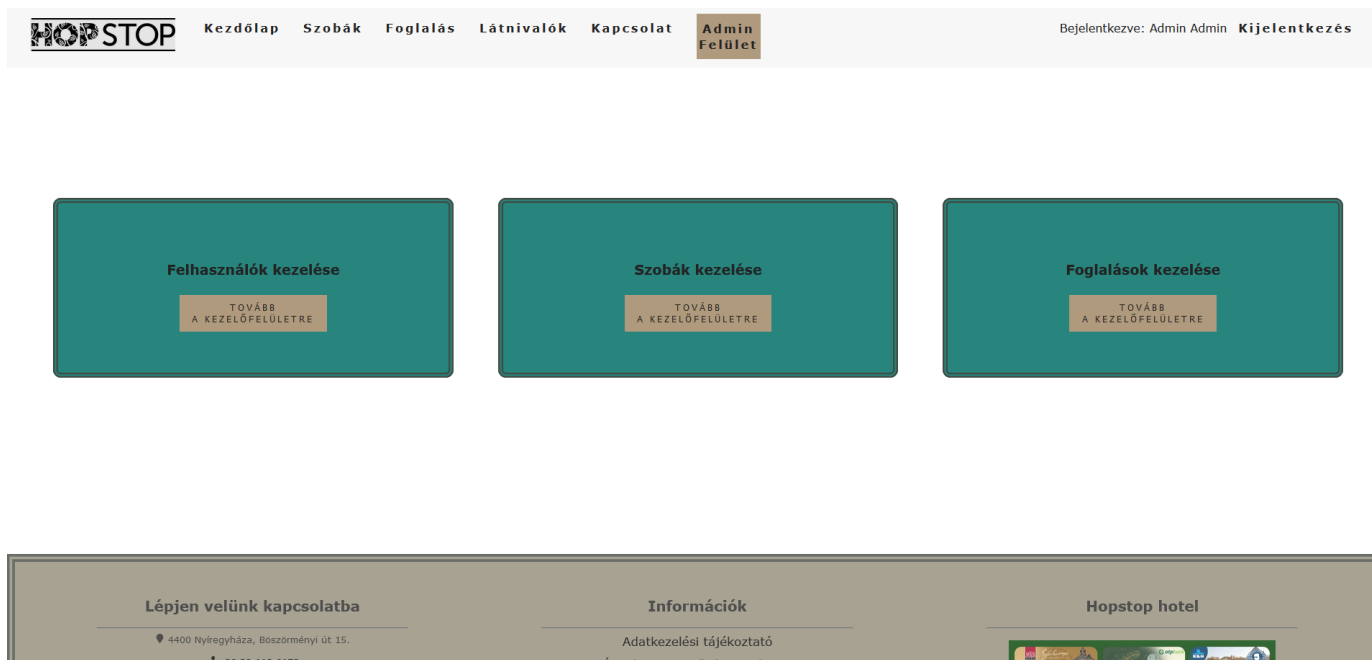 HOPSTOP
Kezdőlap Szobák Foglalás Látnivalók Kapcsolat Admin
Felület
Bejelentkezve: Admin Admin Kijelentkezés
Felhasználók kezelése
TOVÁBB
A KEZELŐFELÜLETRE
Szobák kezelése
TOVÁBB
A KEZELŐFELÜLETRE
Foglalások kezelése
TOVÁBB
A KEZELŐFELÜLETRE
Lépjen velünk kapcsolatba
4400 Nyíregyháza, Böszörményi út 15.
Információk
Adatkezelési tájékoztató
Hopstop hotel